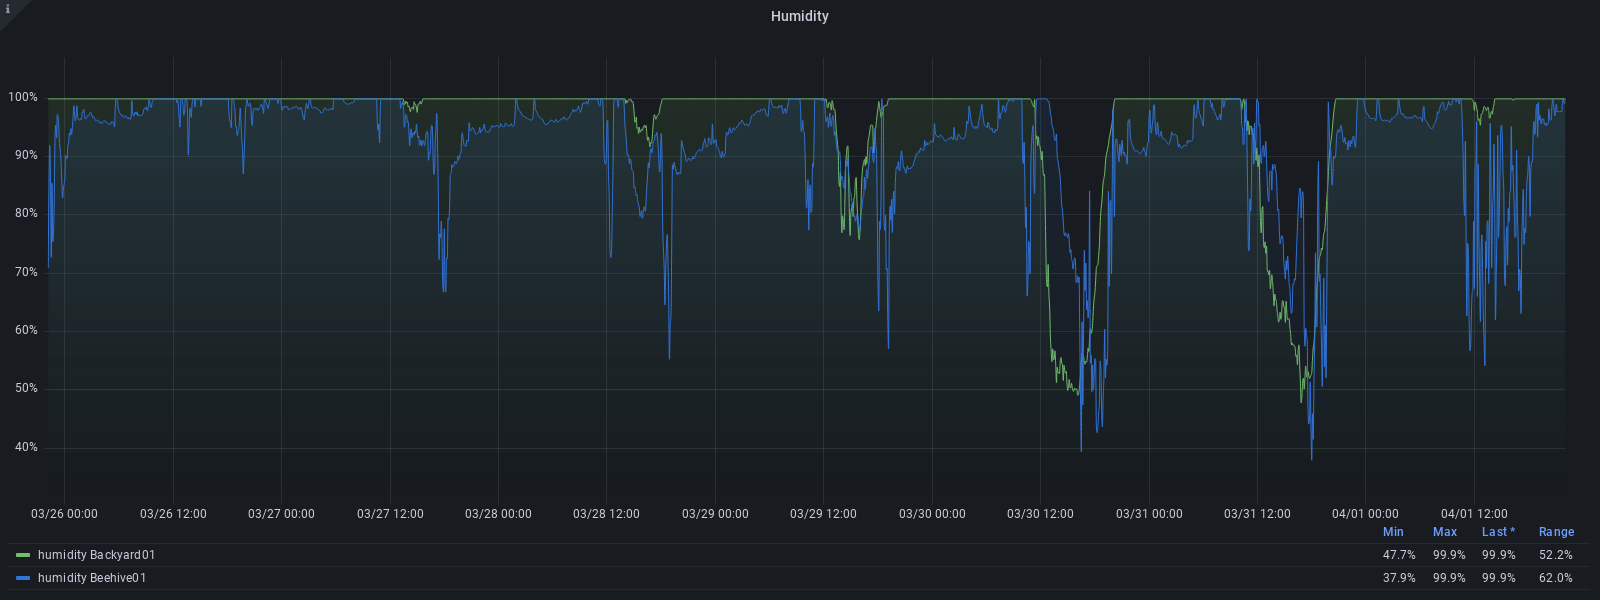 i
Humidity
100%
90%
80%
70%
60%
50%
40%
03/26 00:00 03/26 12:00 03/27 00:00 03/27 12:00 03/28 00:00 03/28 12:00 03/29 00:00 03/29 12:00 03/30 00:00 03/30 12:00 03/31 00:00 03/31 12:00 04/01 00:00 04/01 12:00
Min Max Last * Range
humidity Backyard01 47.7% 99.9% 99.9% 52.2%
humidity Beehive01 37.9% 99.9% 99.9% 62.0%